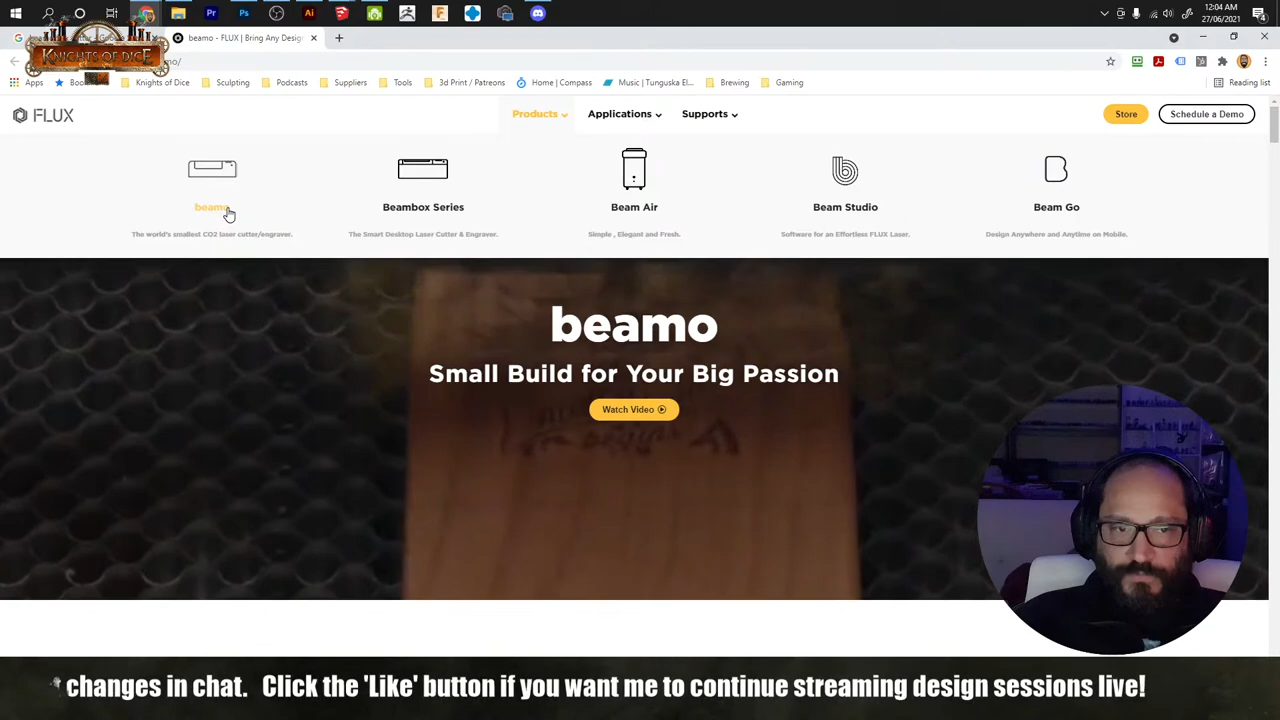 12:04 AM
27/06/2021
KNIGHTS OF DICE
beamo - FLUX | Bring Any Desig
Apps
Knights of Dice
Sculpting
Podcasts
Suppliers
Tools
3d Print / Patreons
Home | Compass
Music | Tunguska El...
Brewing
Gaming
Reading list
FLUX
Products
Applications
Supports
Store
Schedule a Demo
beamo
Beambox Series
Beam Air
Beam Studio
Beam Go
The world's smallest CO2 laser cutter/engraver.
The Smart Desktop Laser Cutter & Engraver.
Simple , Elegant and Fresh.
Software for an Effortless FLUX Laser.
Design Anywhere and Anytime on Mobile.
beamo
Small Build for Your Big Passion
Watch Video
changes in chat. Click the 'Like' button if you want me to continue streaming design sessions live!